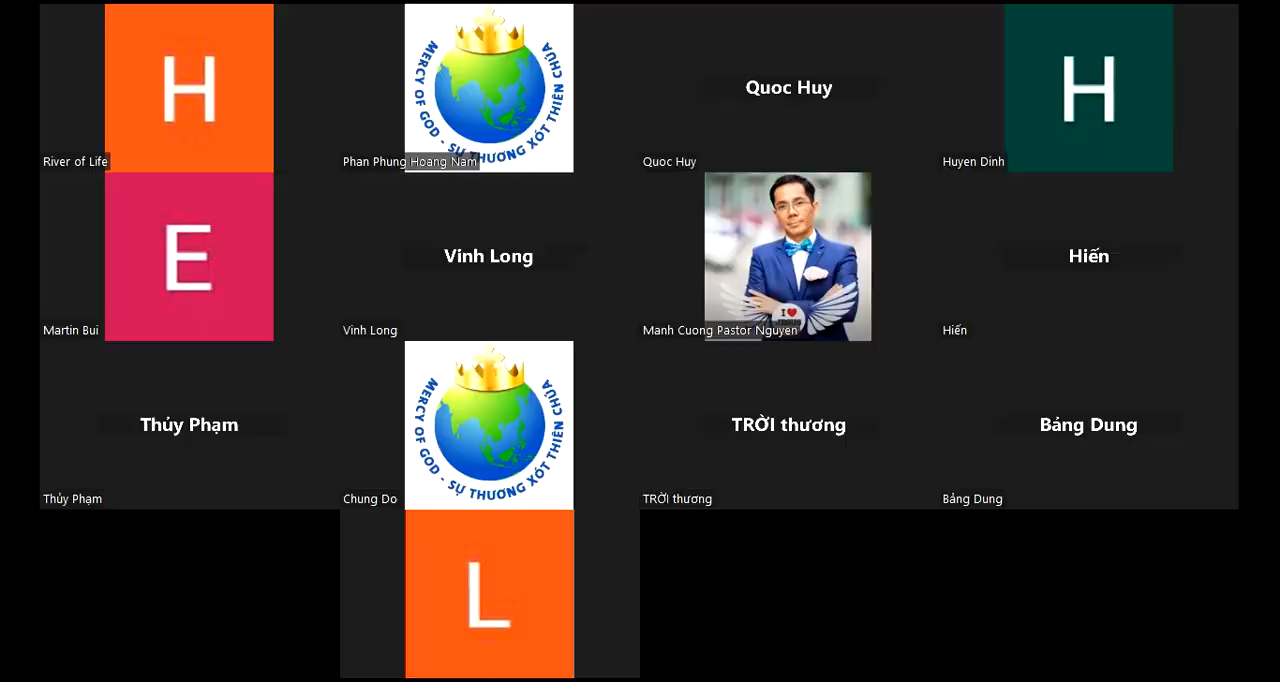 H
MERCY OF GOD - SỰ THƯƠNG XÓT THIÊN CHÚA
Quoc Huy
H
River of Life
Phan Phung Hoang Nam
Quoc Huy
Huyen Dinh
E
Vinh Long
I ❤
Hiến
Martin Bui
Vinh Long
Manh Cuong Pastor Nguyen
Hiến
Thủy Phạm
MERCY OF GOD - SỰ THƯƠNG XÓT THIÊN CHÚA
TRỜI thương
Bảng Dung
Thủy Phạm
Chung Do
TRỜI thương
Bảng Dung
L